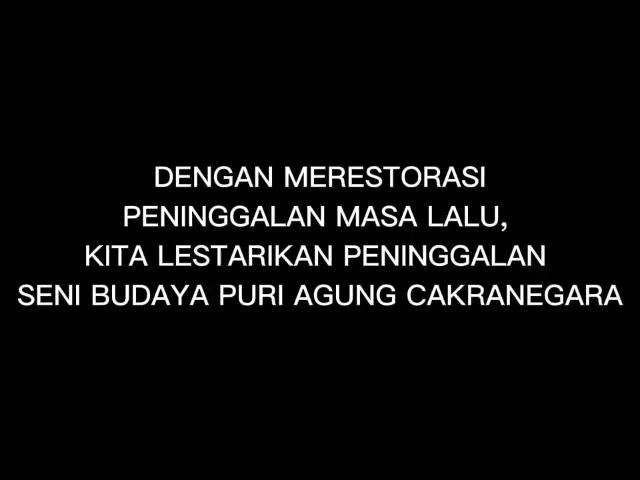 DENGAN MERESTORASI
PENINGGALAN MASA LALU,
KITA LESTARIKAN PENINGGALAN
SENI BUDAYA PURI AGUNG CAKRANEGARA